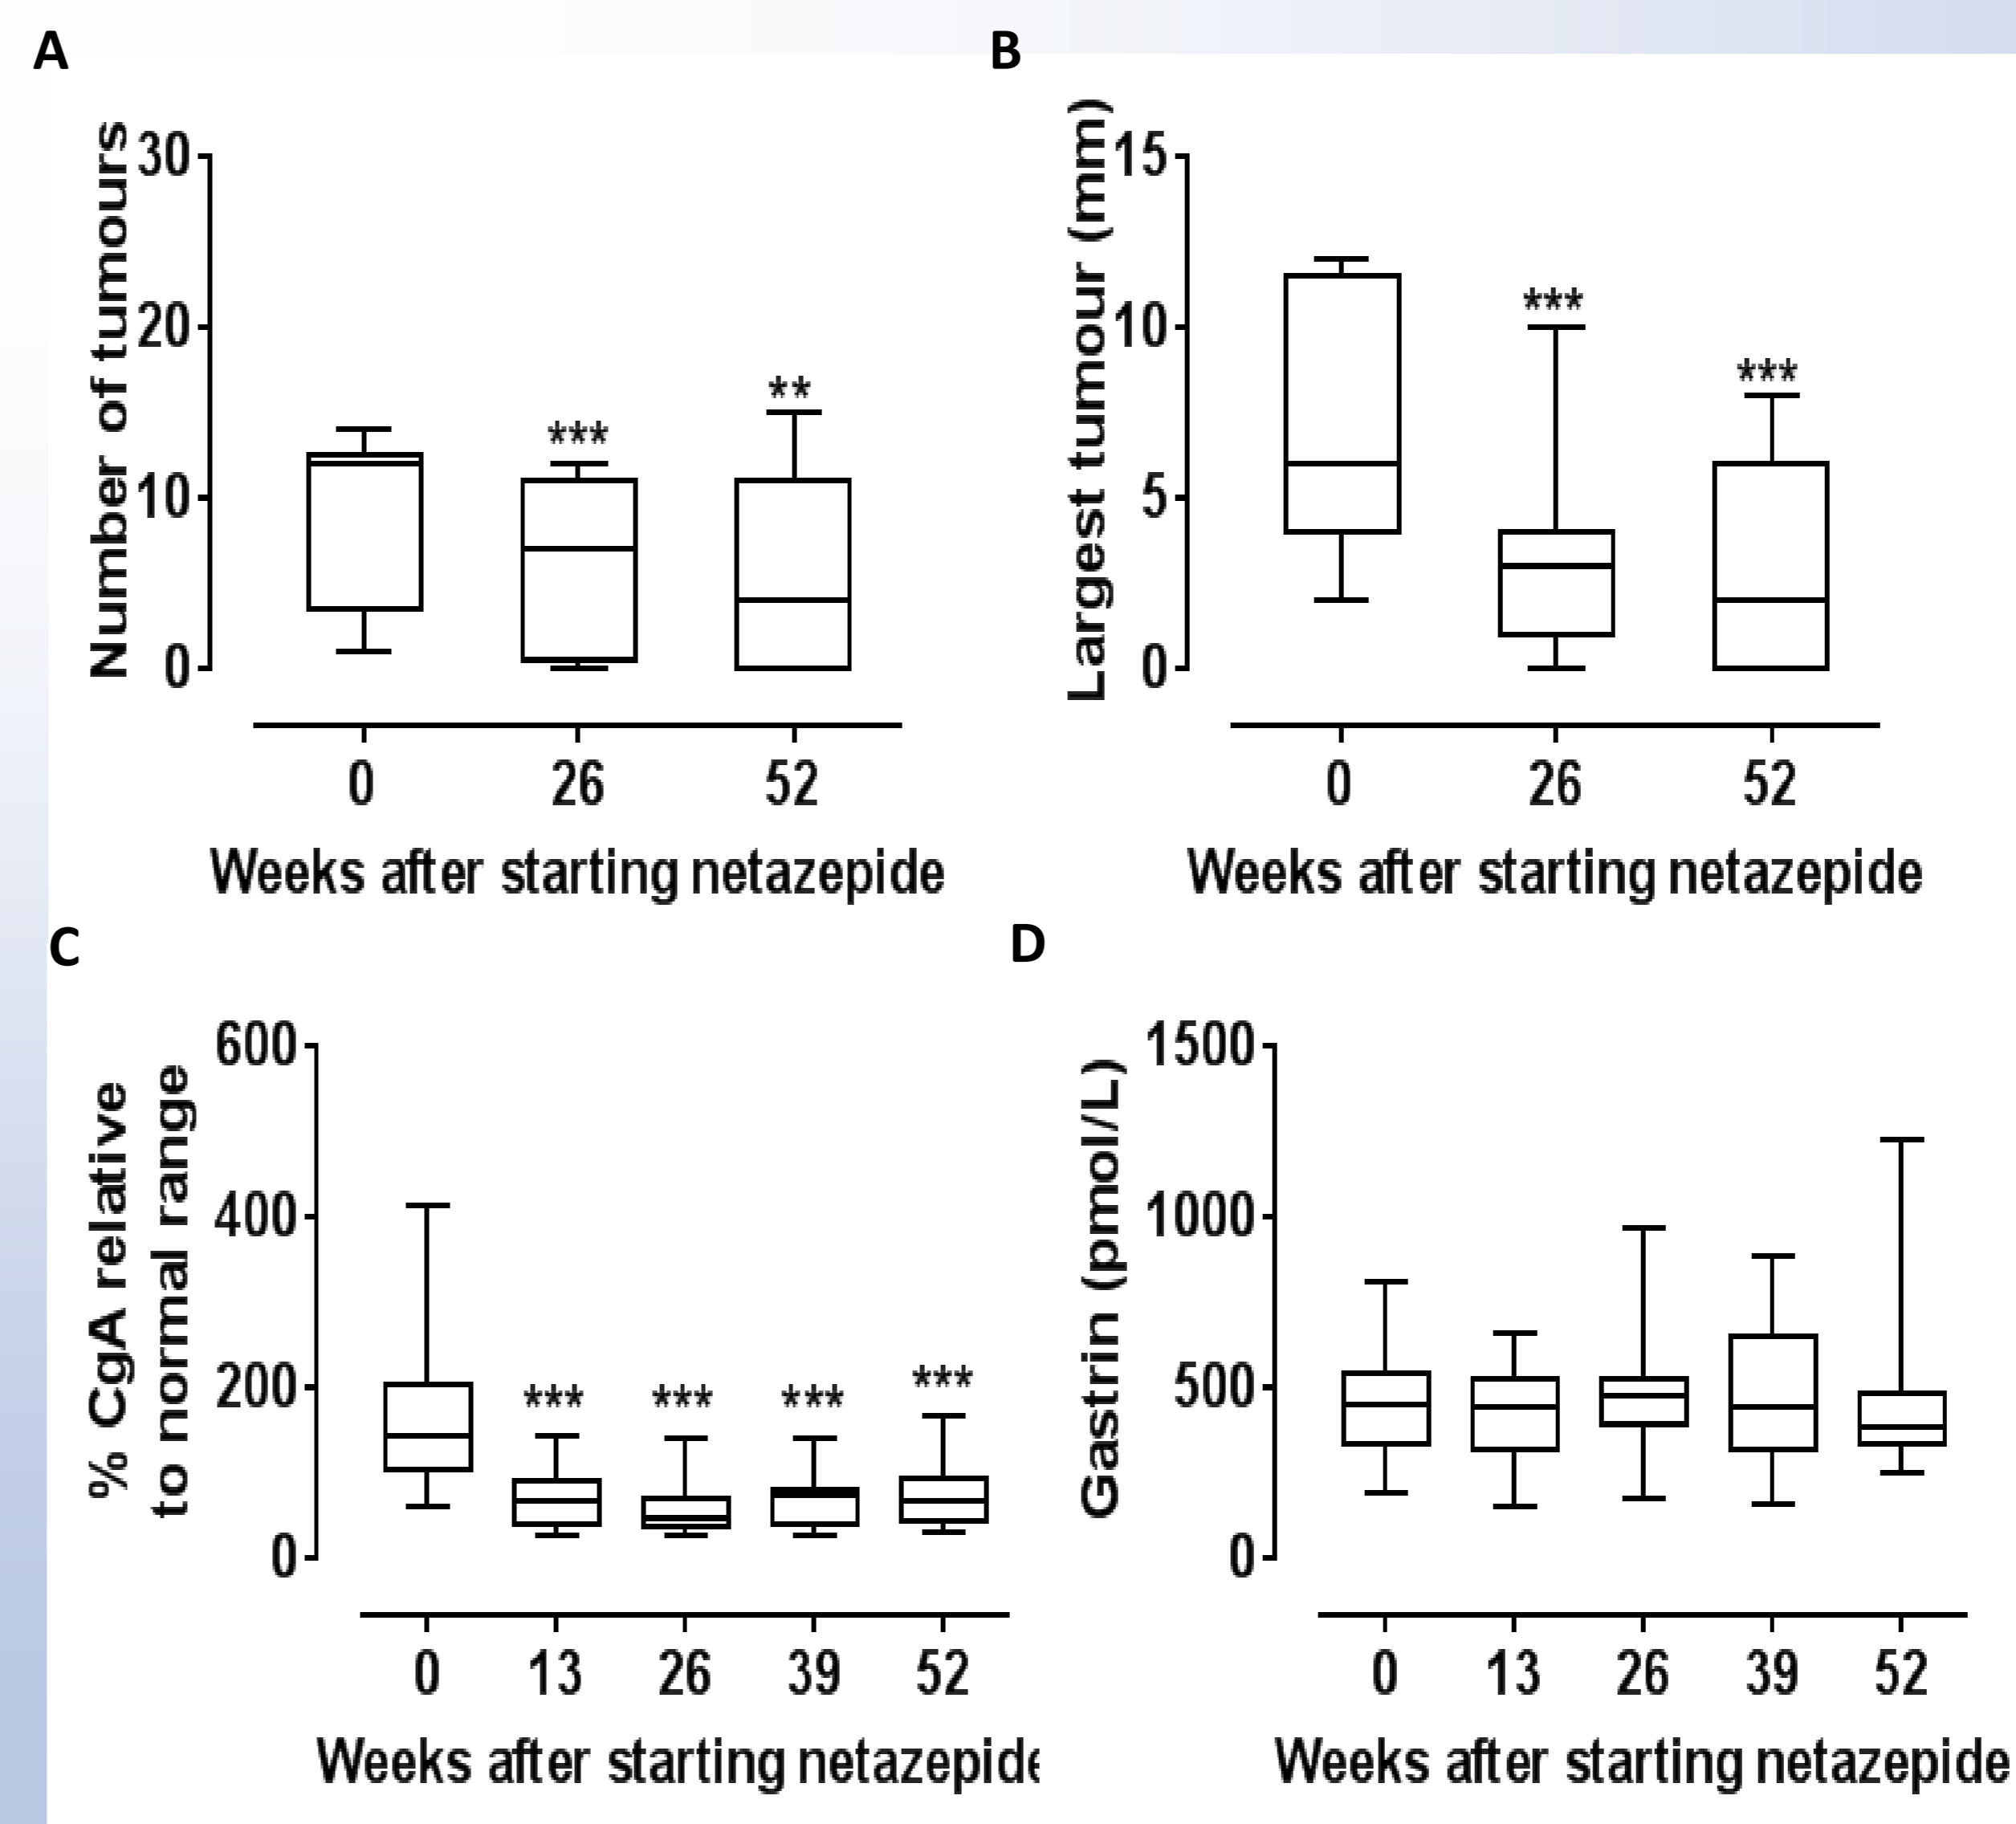 A
Number of tumours
30
20
10
0
***
**
0 26 52
Weeks after starting netazepide
B
Largest tumour (mm)
15
10
5
0
***
***
0 26 52
Weeks after starting netazepide
C
% CgA relative
to normal range
600
400
200
0
*** *** *** ***
0 13 26 39 52
Weeks after starting netazepide
D
Gastrin (pmol/L)
1500
1000
500
0
0 13 26 39 52
Weeks after starting netazepide